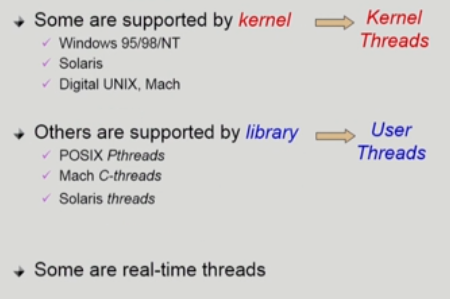 Some are supported by kernel
Kernel
Threads
Windows 95/98/NT
Solaris
Digital UNIX, Mach
Others are supported by library
User
Threads
POSIX Pthreads
Mach C-threads
Solaris threads
Some are real-time threads